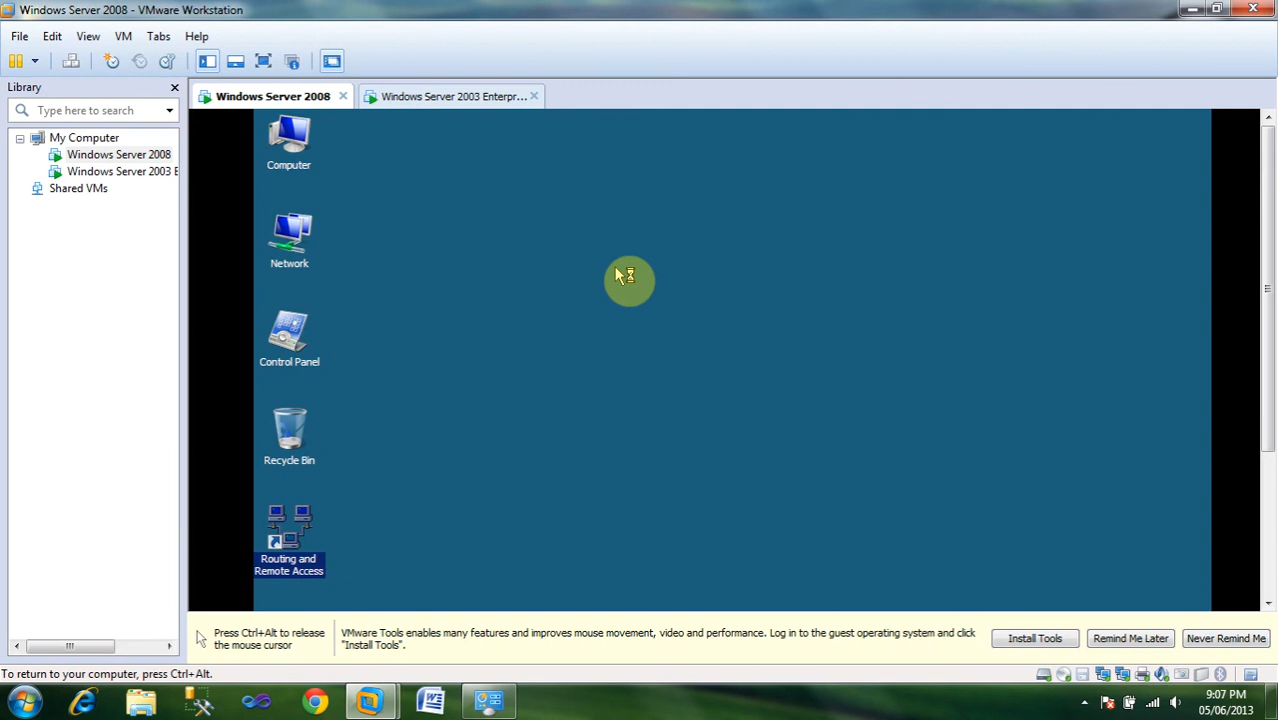 Windows Server 2008 - VMware Workstation
File Edit View VM Tabs Help
Library
Type here to search
My Computer
Windows Server 2008
Windows Server 2003 E
Shared VMs
Windows Server 2008
Windows Server 2003 Enterpr...
Computer
Network
Control Panel
Recycle Bin
Routing and
Remote Access
Press Ctrl+Alt to release
the mouse cursor
VMware Tools enables many features and improves mouse movement, video and performance. Log in to the guest operating system and click
"Install Tools".
Install Tools
Remind Me Later
Never Remind Me
To return to your computer, press Ctrl+Alt.
9:07 PM
05/06/2013